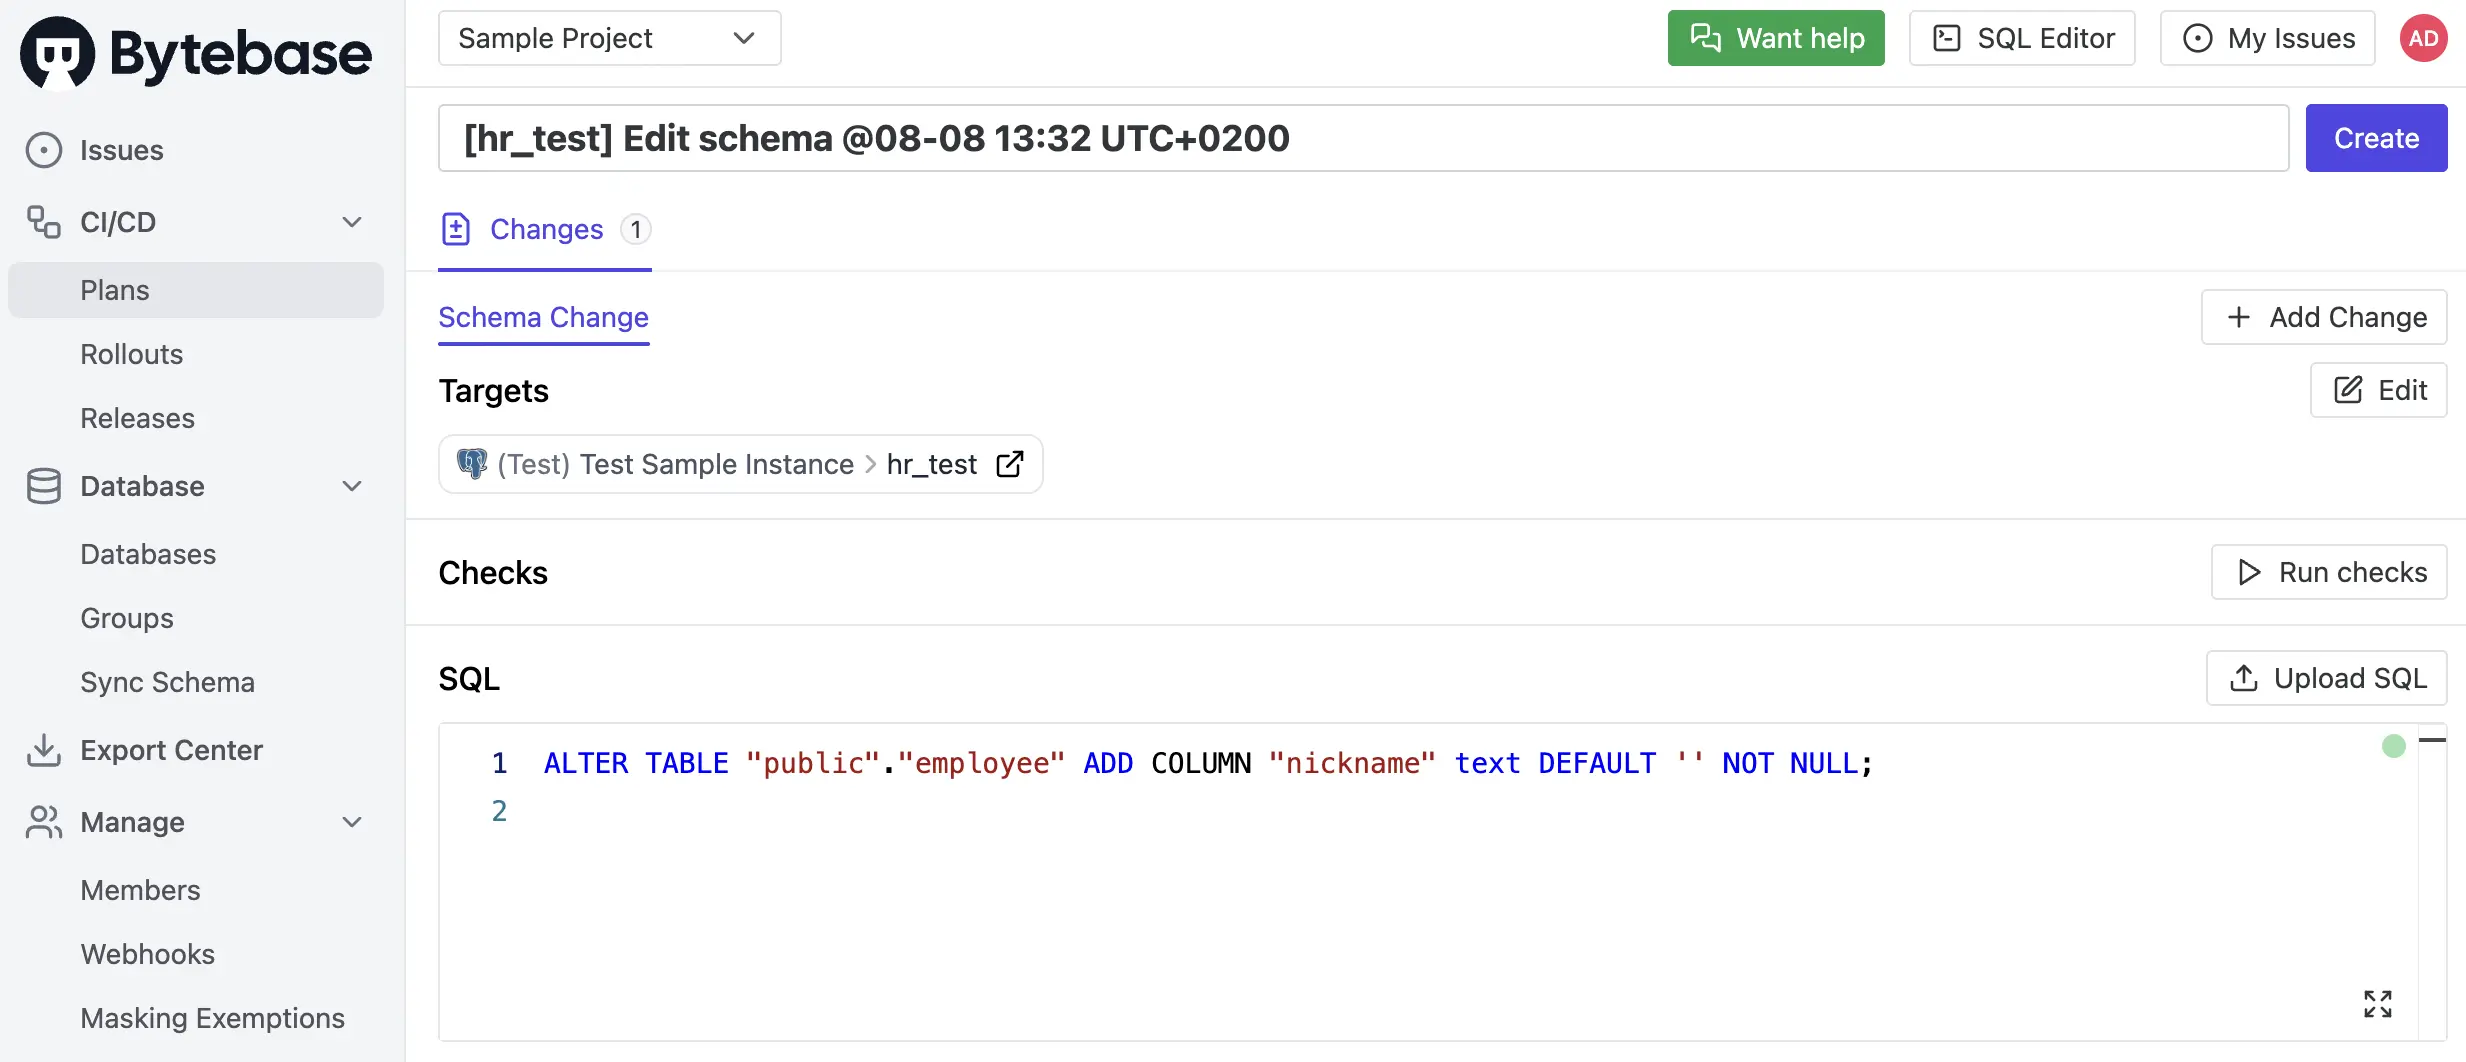 Bytebase
Sample Project
Want help
SQL Editor
My Issues
AD
Issues
CI/CD
Plans
Rollouts
Releases
Database
Databases
Groups
Sync Schema
Export Center
Manage
Members
Webhooks
Masking Exemptions
[hr_test] Edit schema @08-08 13:32 UTC+0200
Create
Changes 1
Schema Change
Add Change
Targets
Edit
(Test) Test Sample Instance > hr_test
Checks
Run checks
SQL
Upload SQL
1 ALTER TABLE "public"."employee" ADD COLUMN "nickname" text DEFAULT '' NOT NULL;
2